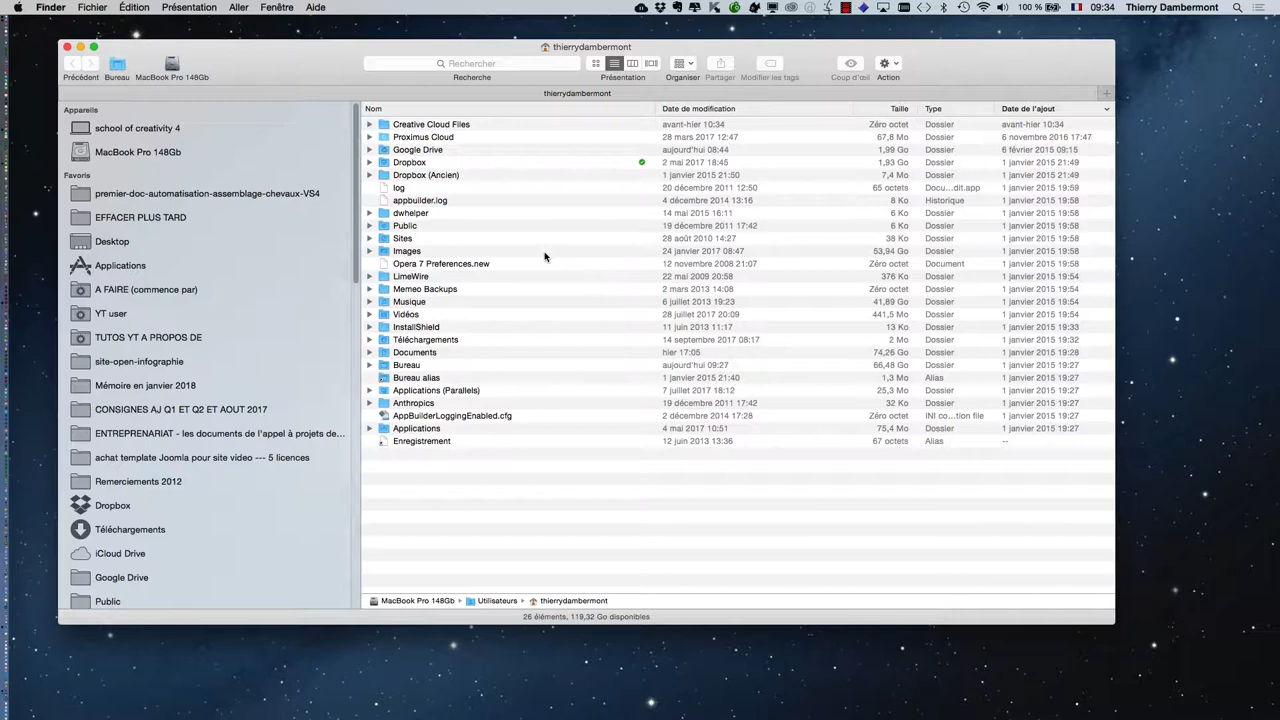 Finder Fichier Édition Présentation Aller Fenêtre Aide 100 % 09:34 Thierry Dambermont
thierrydambermont
Rechercher
Précédent Bureau MacBook Pro 148Gb Recherche Présentation Organiser Partager Modifier les tags Coup d'œil Action
thierrydambermont
Appareils
school of creativity 4
MacBook Pro 148Gb
Favoris
premier-doc-automatisation-assemblage-chevaux-VS4
EFFACER PLUS TARD
Desktop
Applications
A FAIRE (commence par)
YT user
TUTOS YT A PROPOS DE
site-open-infographie
Mémoire en janvier 2018
CONSIGNES AJ Q1 ET Q2 ET AOUT 2017
ENTREPRENARIAT - les documents de l'appel à projets de…
achat template Joomla pour site video --- 5 licences
Remerciements 2012
Dropbox
Téléchargements
iCloud Drive
Google Drive
Public
Nom Date de modification Taille Type Date de l'ajout
Creative Cloud Files avant-hier 10:34 Zéro octet Dossier avant-hier 10:34
Proximus Cloud 28 mars 2017 12:47 67,8 Mo Dossier 6 novembre 2016 17:47
Google Drive aujourd'hui 08:44 1,99 Go Dossier 6 février 2015 09:15
Dropbox 2 mai 2017 18:45 1,93 Go Dossier 1 janvier 2015 21:49
Dropbox (Ancien) 1 janvier 2015 21:50 7,4 Mo Dossier 1 janvier 2015 21:49
log 20 décembre 2011 12:50 65 octets Docu...dit.app 1 janvier 2015 19:59
appbuilder.log 4 décembre 2014 13:16 8 Ko Historique 1 janvier 2015 19:58
dwhelper 14 mai 2015 16:11 6 Ko Dossier 1 janvier 2015 19:58
Public 19 décembre 2011 17:42 6 Ko Dossier 1 janvier 2015 19:58
Sites 28 août 2010 14:27 38 Ko Dossier 1 janvier 2015 19:58
Images 24 janvier 2017 08:47 53,94 Go Dossier 1 janvier 2015 19:58
Opera 7 Preferences.new 12 novembre 2008 21:07 Zéro octet Document 1 janvier 2015 19:58
LimeWire 22 mai 2009 20:58 376 Ko Dossier 1 janvier 2015 19:54
Memeo Backups 2 mars 2013 14:08 Zéro octet Dossier 1 janvier 2015 19:54
Musique 6 juillet 2013 19:23 41,89 Go Dossier 1 janvier 2015 19:54
Vidéos 28 juillet 2017 20:09 441,5 Mo Dossier 1 janvier 2015 19:54
InstallShield 11 juin 2013 11:17 13 Ko Dossier 1 janvier 2015 19:33
Téléchargements 14 septembre 2017 08:17 2 Mo Dossier 1 janvier 2015 19:32
Documents hier 17:05 74,26 Go Dossier 1 janvier 2015 19:28
Bureau aujourd'hui 09:27 66,48 Go Dossier 1 janvier 2015 19:27
Bureau alias 1 janvier 2015 21:40 1,3 Mo Alias 1 janvier 2015 19:27
Applications (Parallels) 7 juillet 2017 18:12 25,3 Mo Dossier 1 janvier 2015 19:27
Anthropics 19 décembre 2011 17:42 32 Ko Dossier 1 janvier 2015 19:27
AppBuilderLoggingEnabled.cfg 2 décembre 2014 17:28 Zéro octet INI co...tion file 1 janvier 2015 19:27
Applications 4 mai 2017 10:51 75,4 Mo Dossier 1 janvier 2015 19:27
Enregistrement 12 juin 2013 13:36 67 octets Alias --
MacBook Pro 148Gb Utilisateurs thierrydambermont
26 éléments, 119,32 Go disponibles